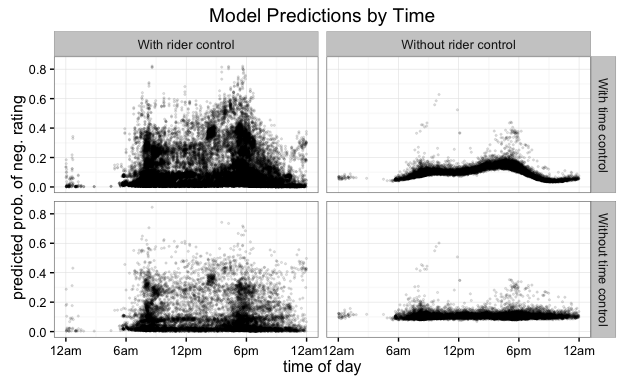 Model Predictions by Time
With rider control
Without rider control
predicted prob. of neg. rating
0.8
0.6
0.4
0.2
0.0
With time control
0.8
0.6
0.4
0.2
0.0
Without time control
12am 6am 12pm 6pm 12am 12am 6am 12pm 6pm 12am
time of day